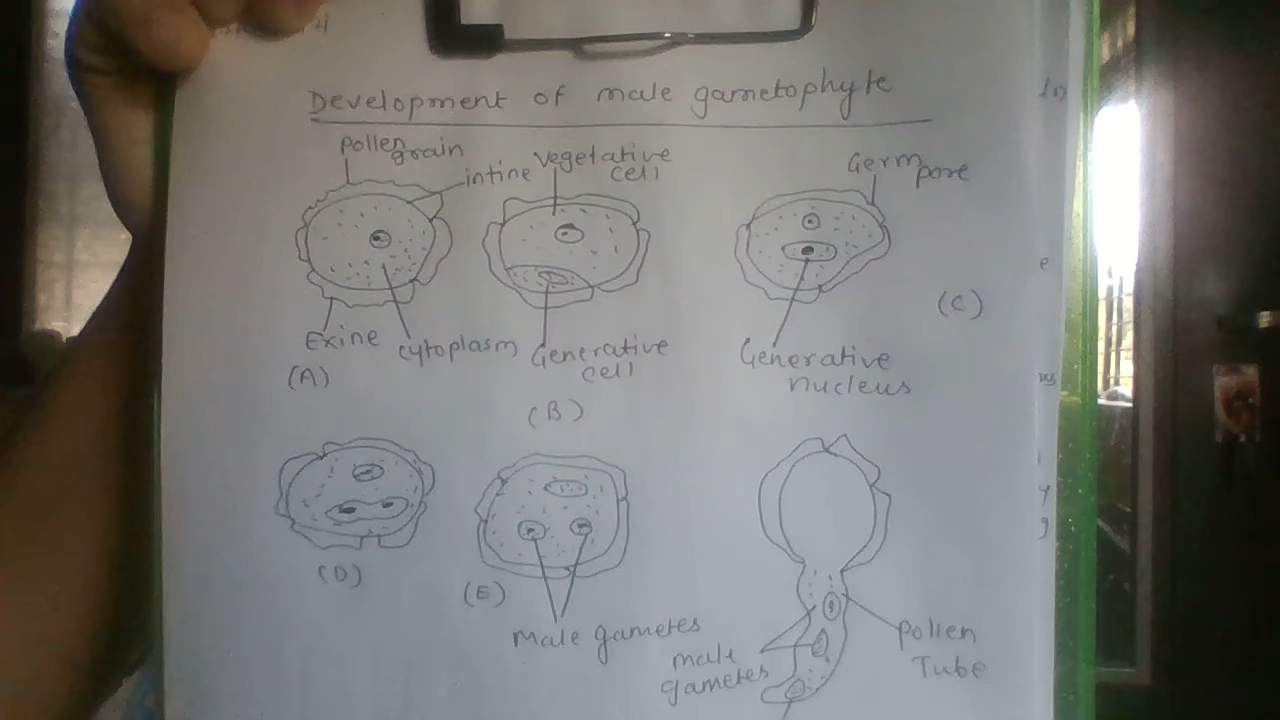 Development of male gametophyte
pollen grain
intine
vegetative
cell
Germ pore
Exine
cytoplasm
Generative
cell
Generative
nucleus
(A)
(B)
(C)
(D)
(E)
Male gametes
male
gametes
pollen
Tube